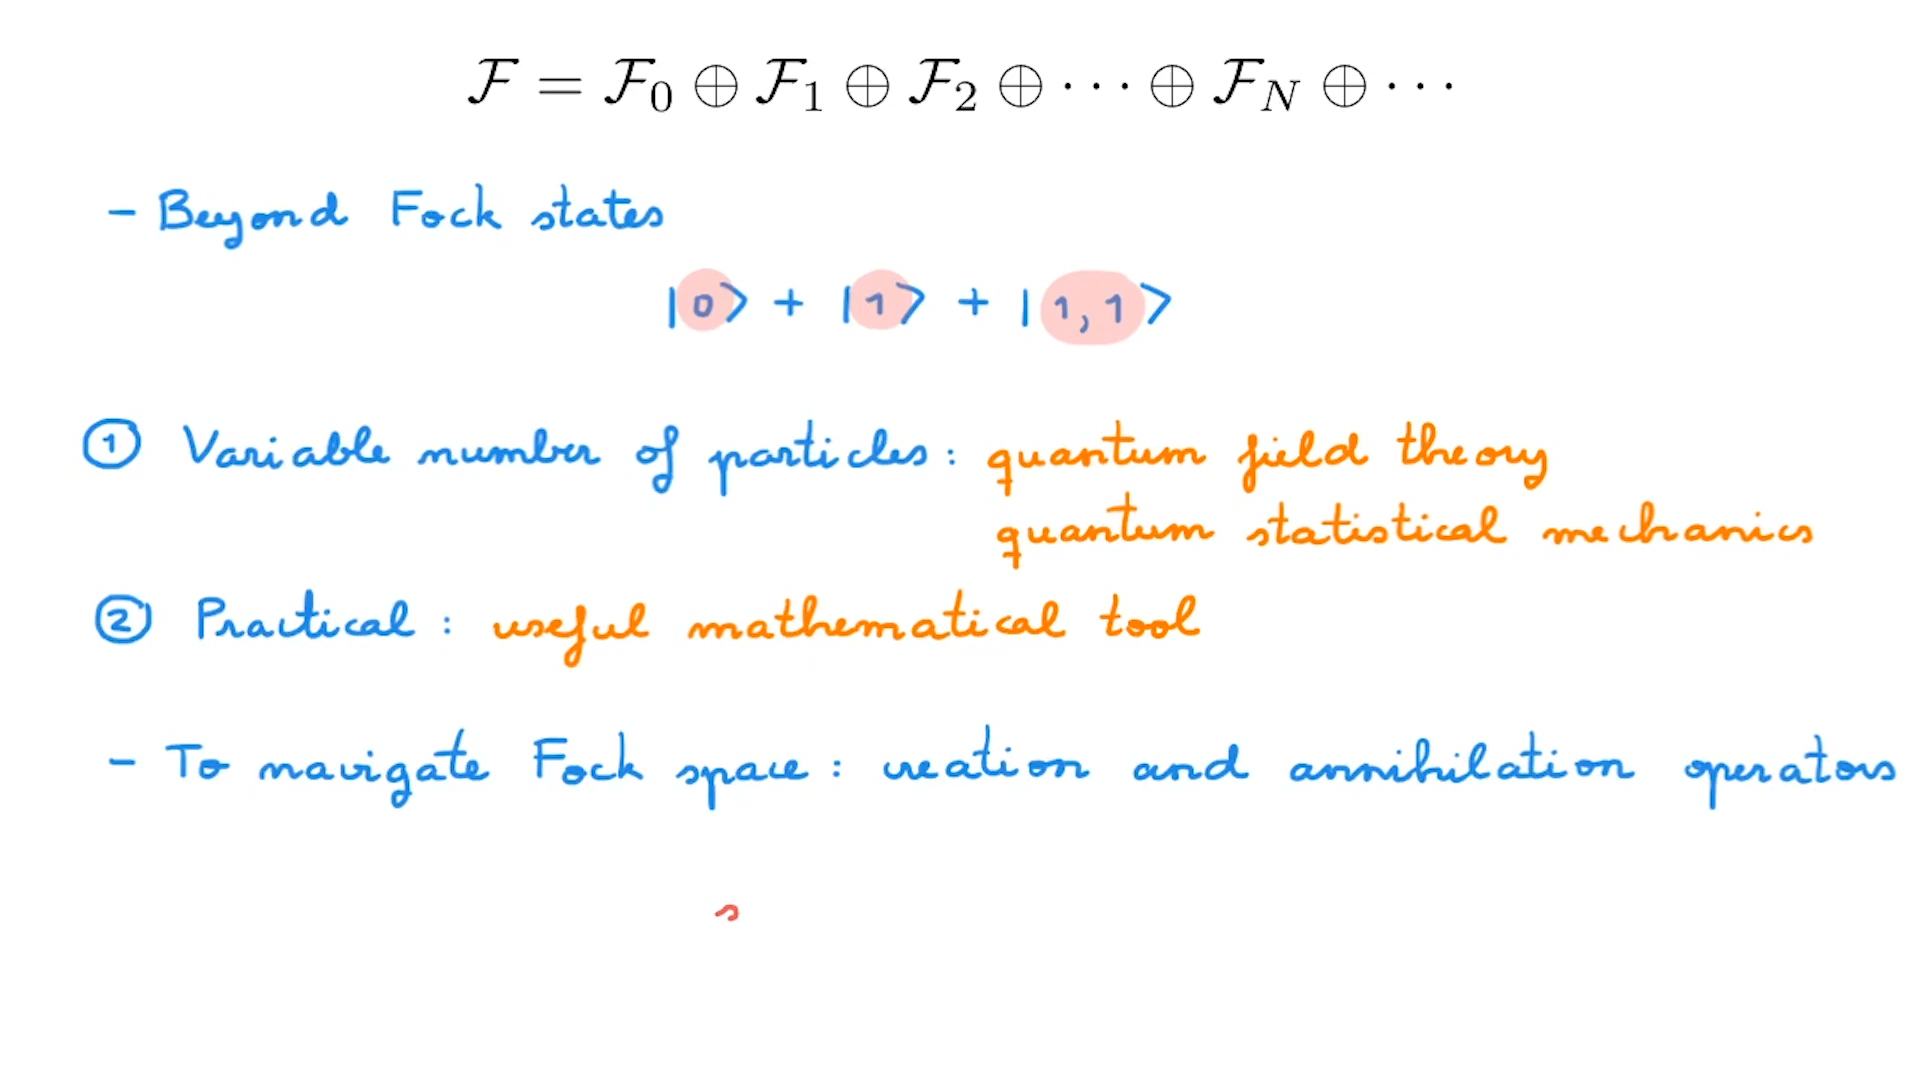 ℱ = ℱ₀ ⊕ ℱ₁ ⊕ ℱ₂ ⊕ ⋯ ⊕ ℱ_N ⊕ ⋯
- Beyond Fock states
|0⟩ + |1⟩ + |1,1⟩
① Variable number of particles : quantum field theory
quantum statistical mechanics
② Practical : useful mathematical tool
- To navigate Fock space : creation and annihilation operators
s